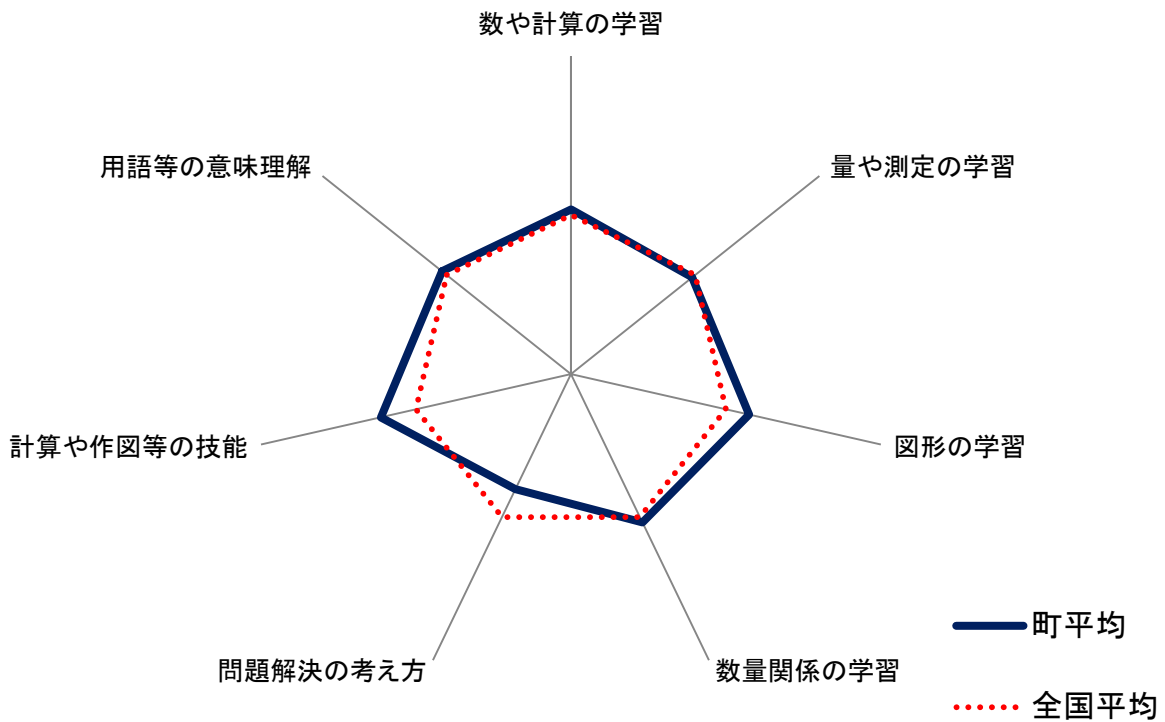 数や計算の学習
用語等の意味理解
量や測定の学習
計算や作図等の技能
図形の学習
問題解決の考え方
数量関係の学習
町平均
全国平均